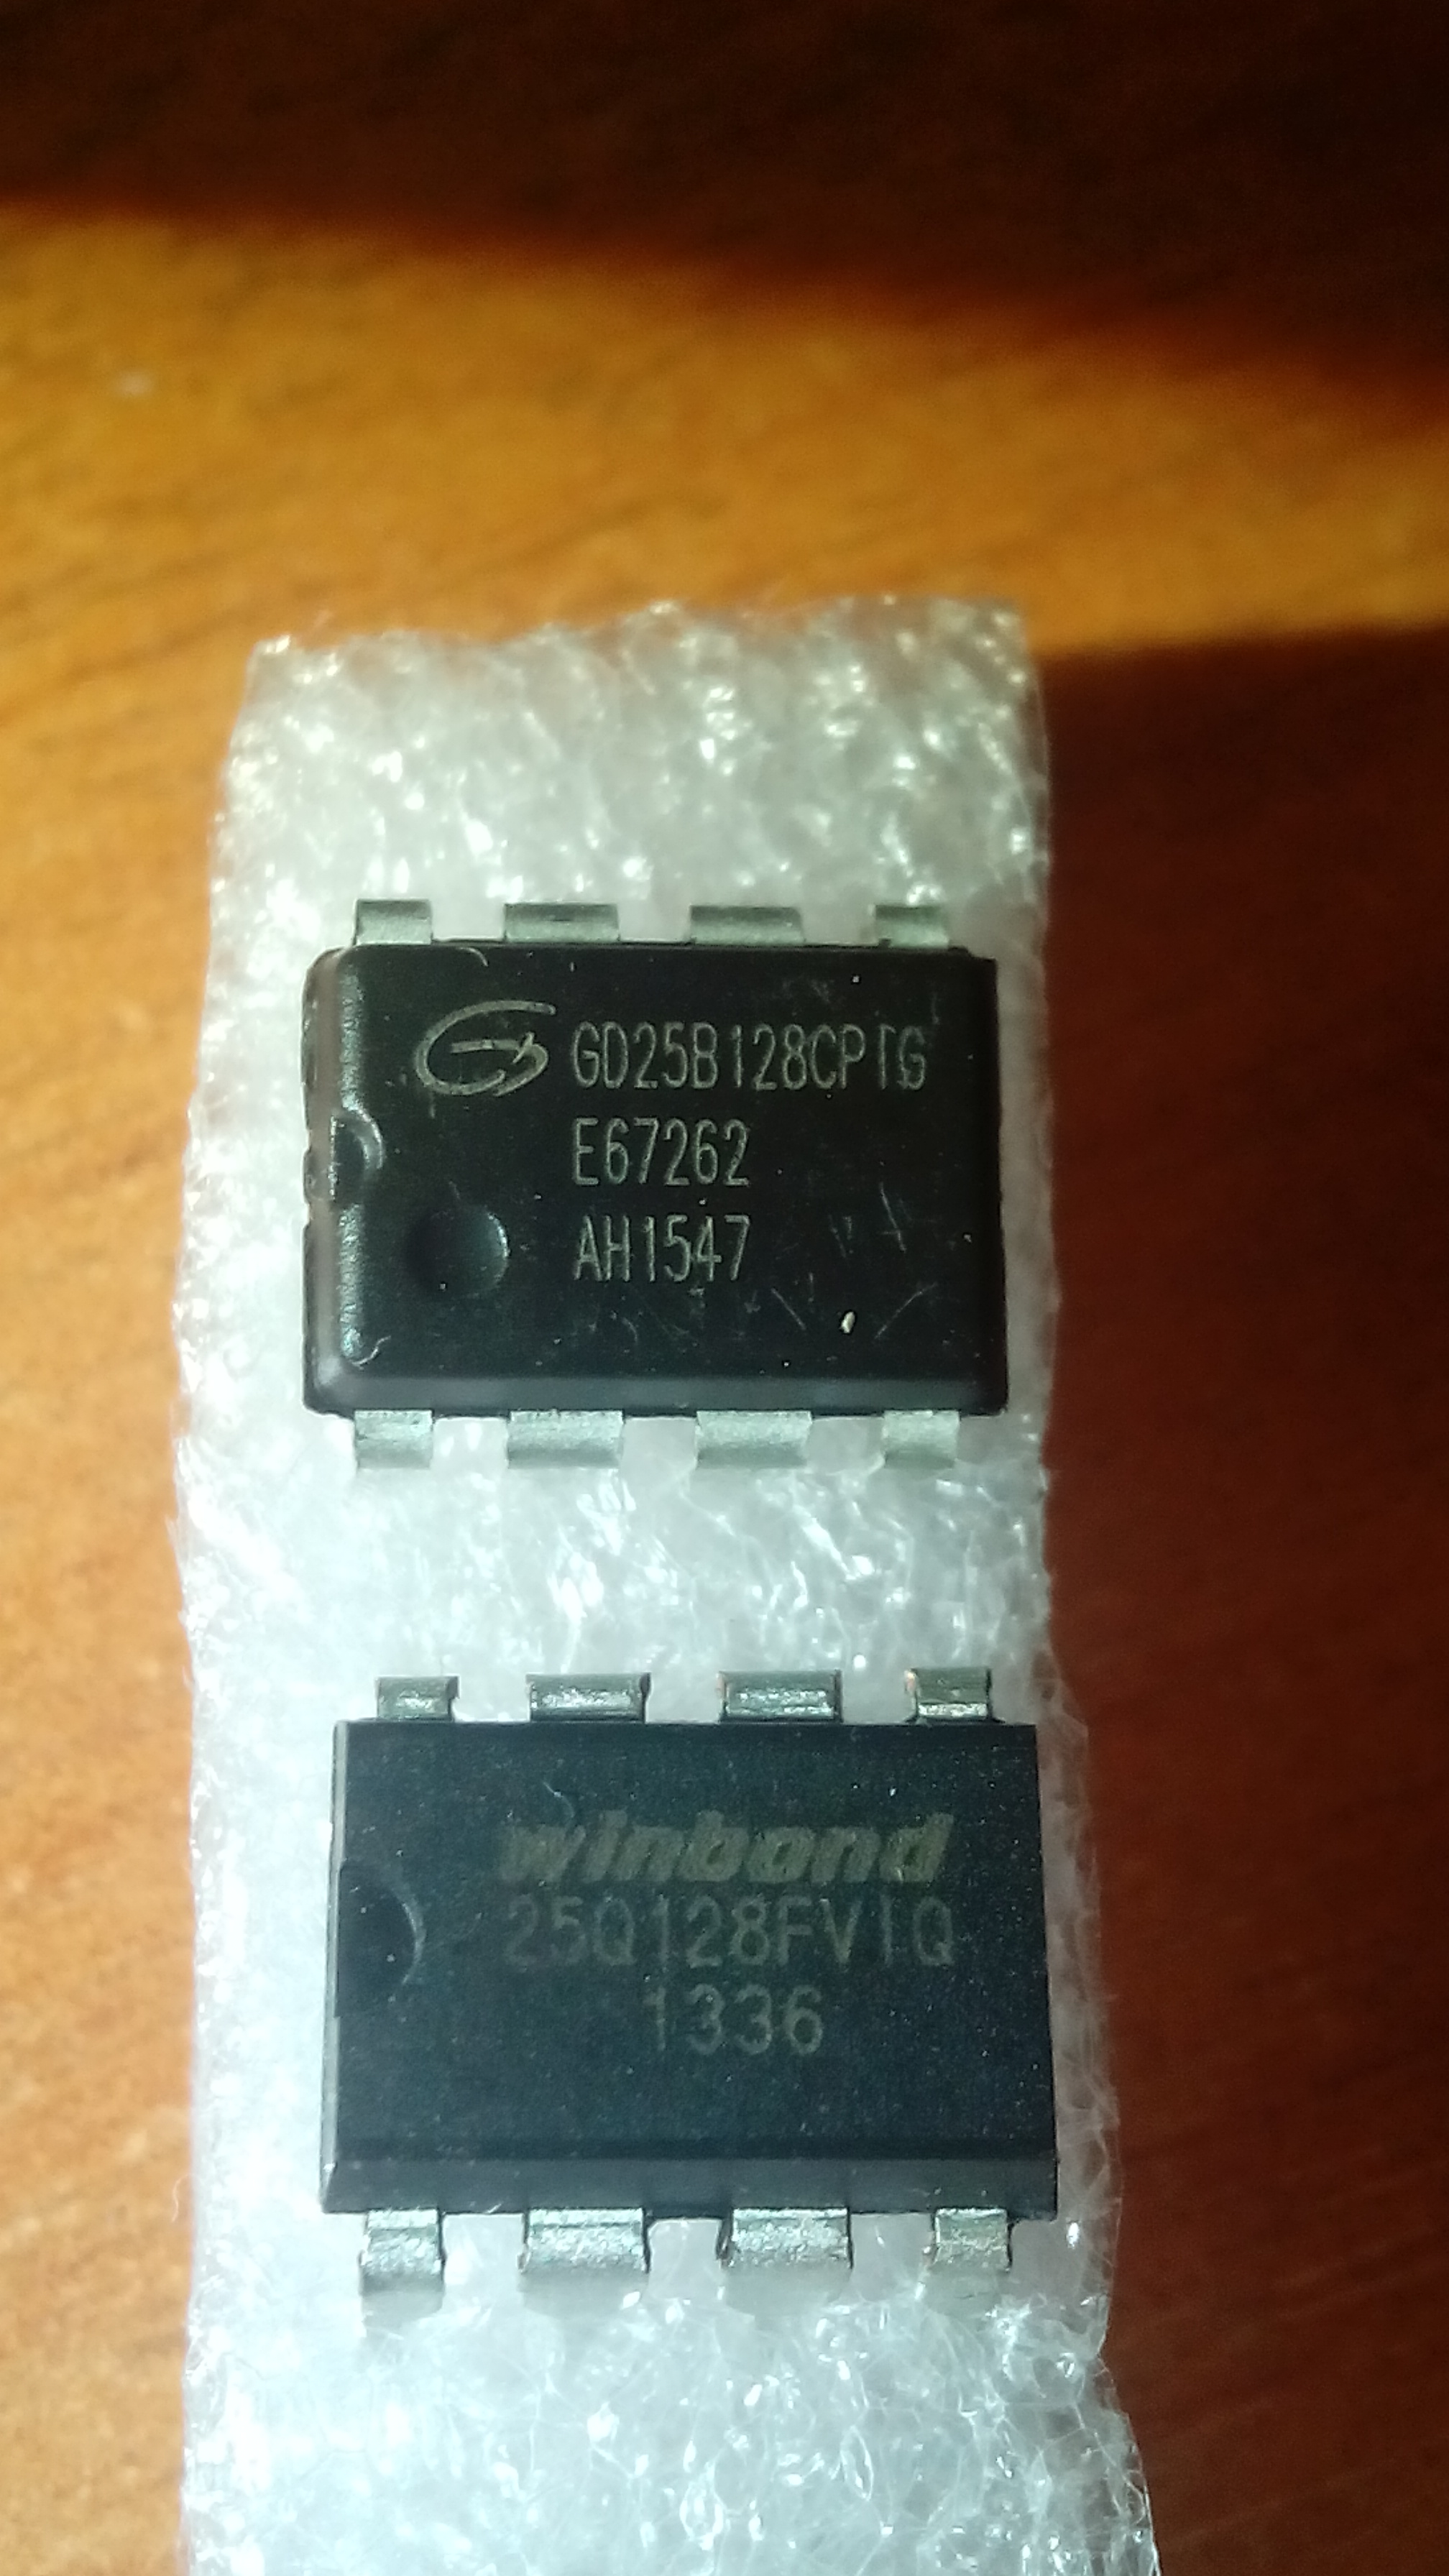 GD25B128CPIG
E67262
AH1547
winbond
25Q128FVIQ
1336